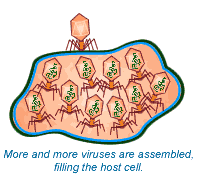 More and more viruses are assembled,
filling the host cell.